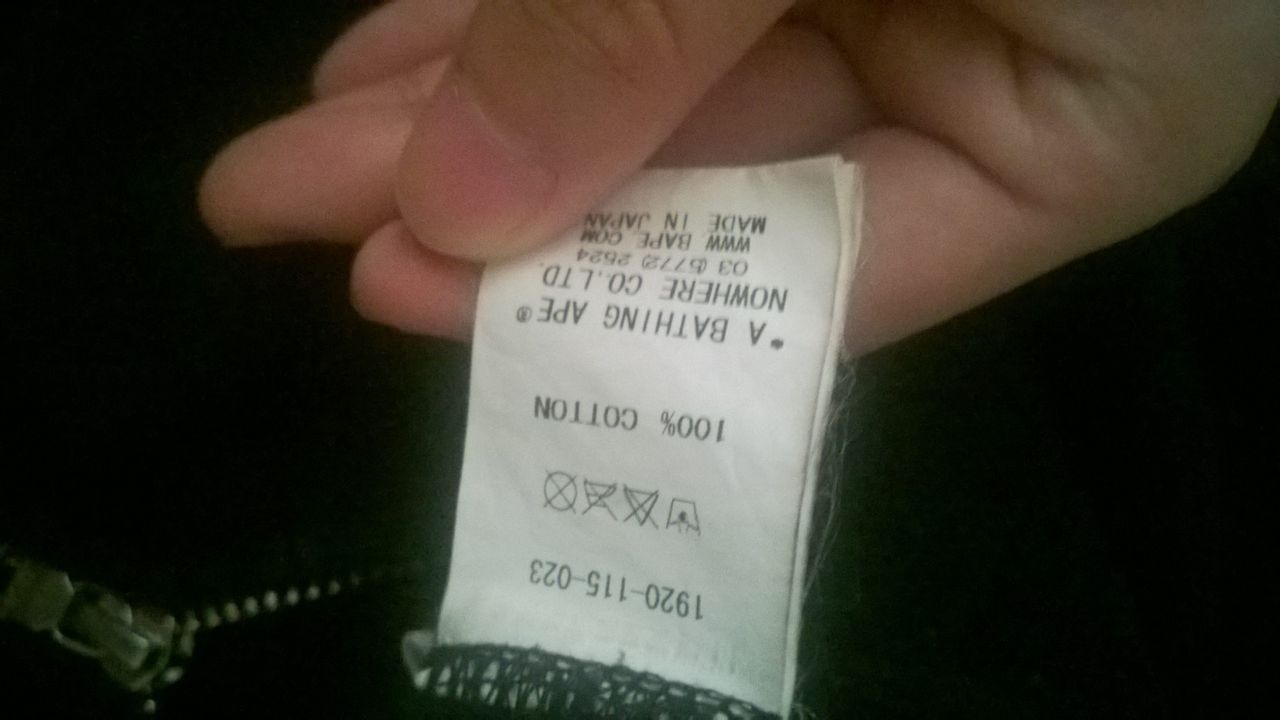 1920-115-023
100% COTTON
*A BATHING APE®
NOWHERE CO.LTD.
03 (5772) 2524
WWW BAPE COM
MADE IN JAPAN